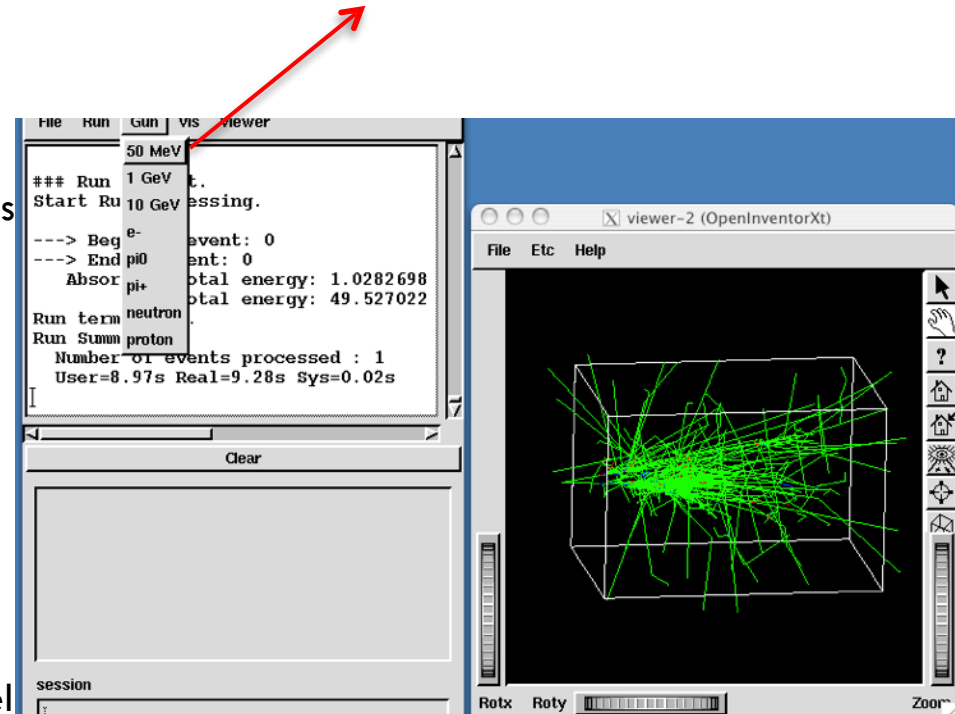 File Run Gun Vis Viewer
50 MeV
1 GeV
10 GeV
e-
pi0
pi+
neutron
proton
### Run t.
Start Ru essing.
---> Beg event: 0
---> End ent: 0
Absor otal energy: 1.0282698
otal energy: 49.527022
Run term .
Run Summ
Number of events processed : 1
User=8.97s Real=9.28s Sys=0.02s
Clear
session
s
el
viewer-2 (OpenInventorXt)
File Etc Help
?
Rotx Roty Zoom